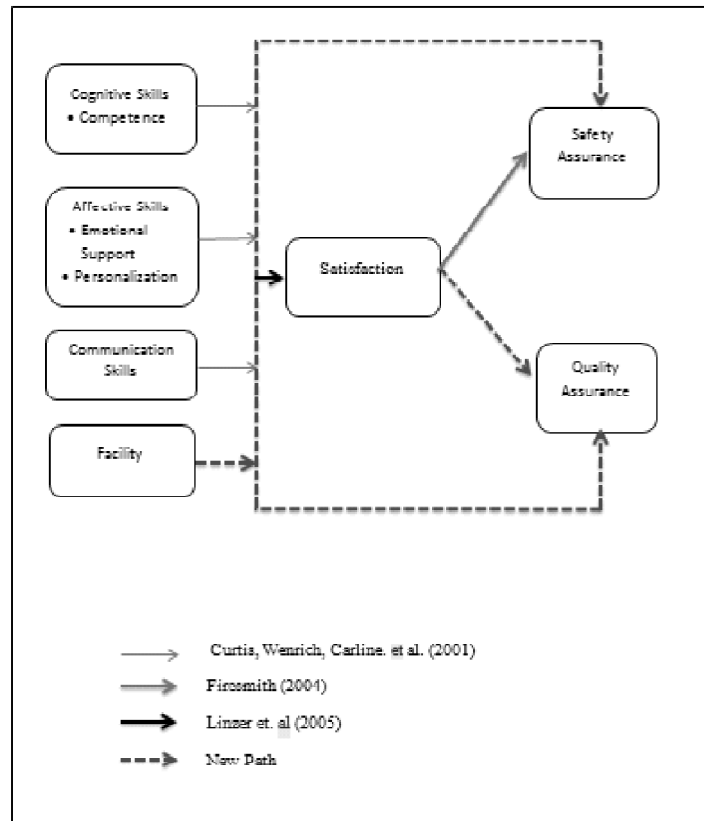 Cognitive Skills
• Competence
Affective Skills
• Emotional
Support
• Personalization
Communication
Skills
Facility
Satisfaction
Safety
Assurance
Quality
Assurance
Curtis, Wenrich, Carline. et al. (2001)
Firesmith (2004)
Linzer et. al (2005)
New Path